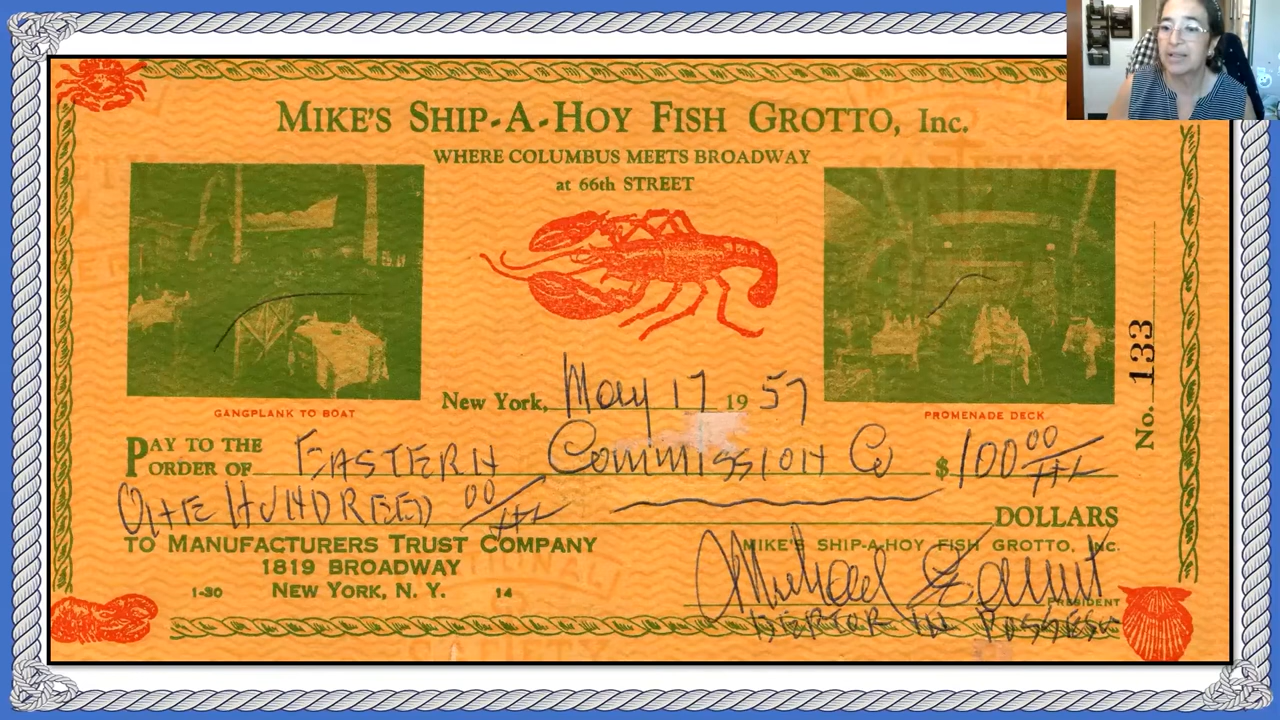 MIKE'S SHIP-A-HOY FISH GROTTO, Inc.
WHERE COLUMBUS MEETS BROADWAY
at 66th STREET
GANGPLANK TO BOAT
PROMENADE DECK
No. 133
New York, May 17 1957
PAY TO THE ORDER OF EASTERN Commission Co $100 00/
ONE HUNDRED 00/ DOLLARS
TO MANUFACTURERS TRUST COMPANY
1819 BROADWAY
1-30 NEW YORK, N. Y. 14
MIKE'S SHIP-A-HOY FISH GROTTO, Inc.
Michael
PRESIDENT
DEBTOR IN